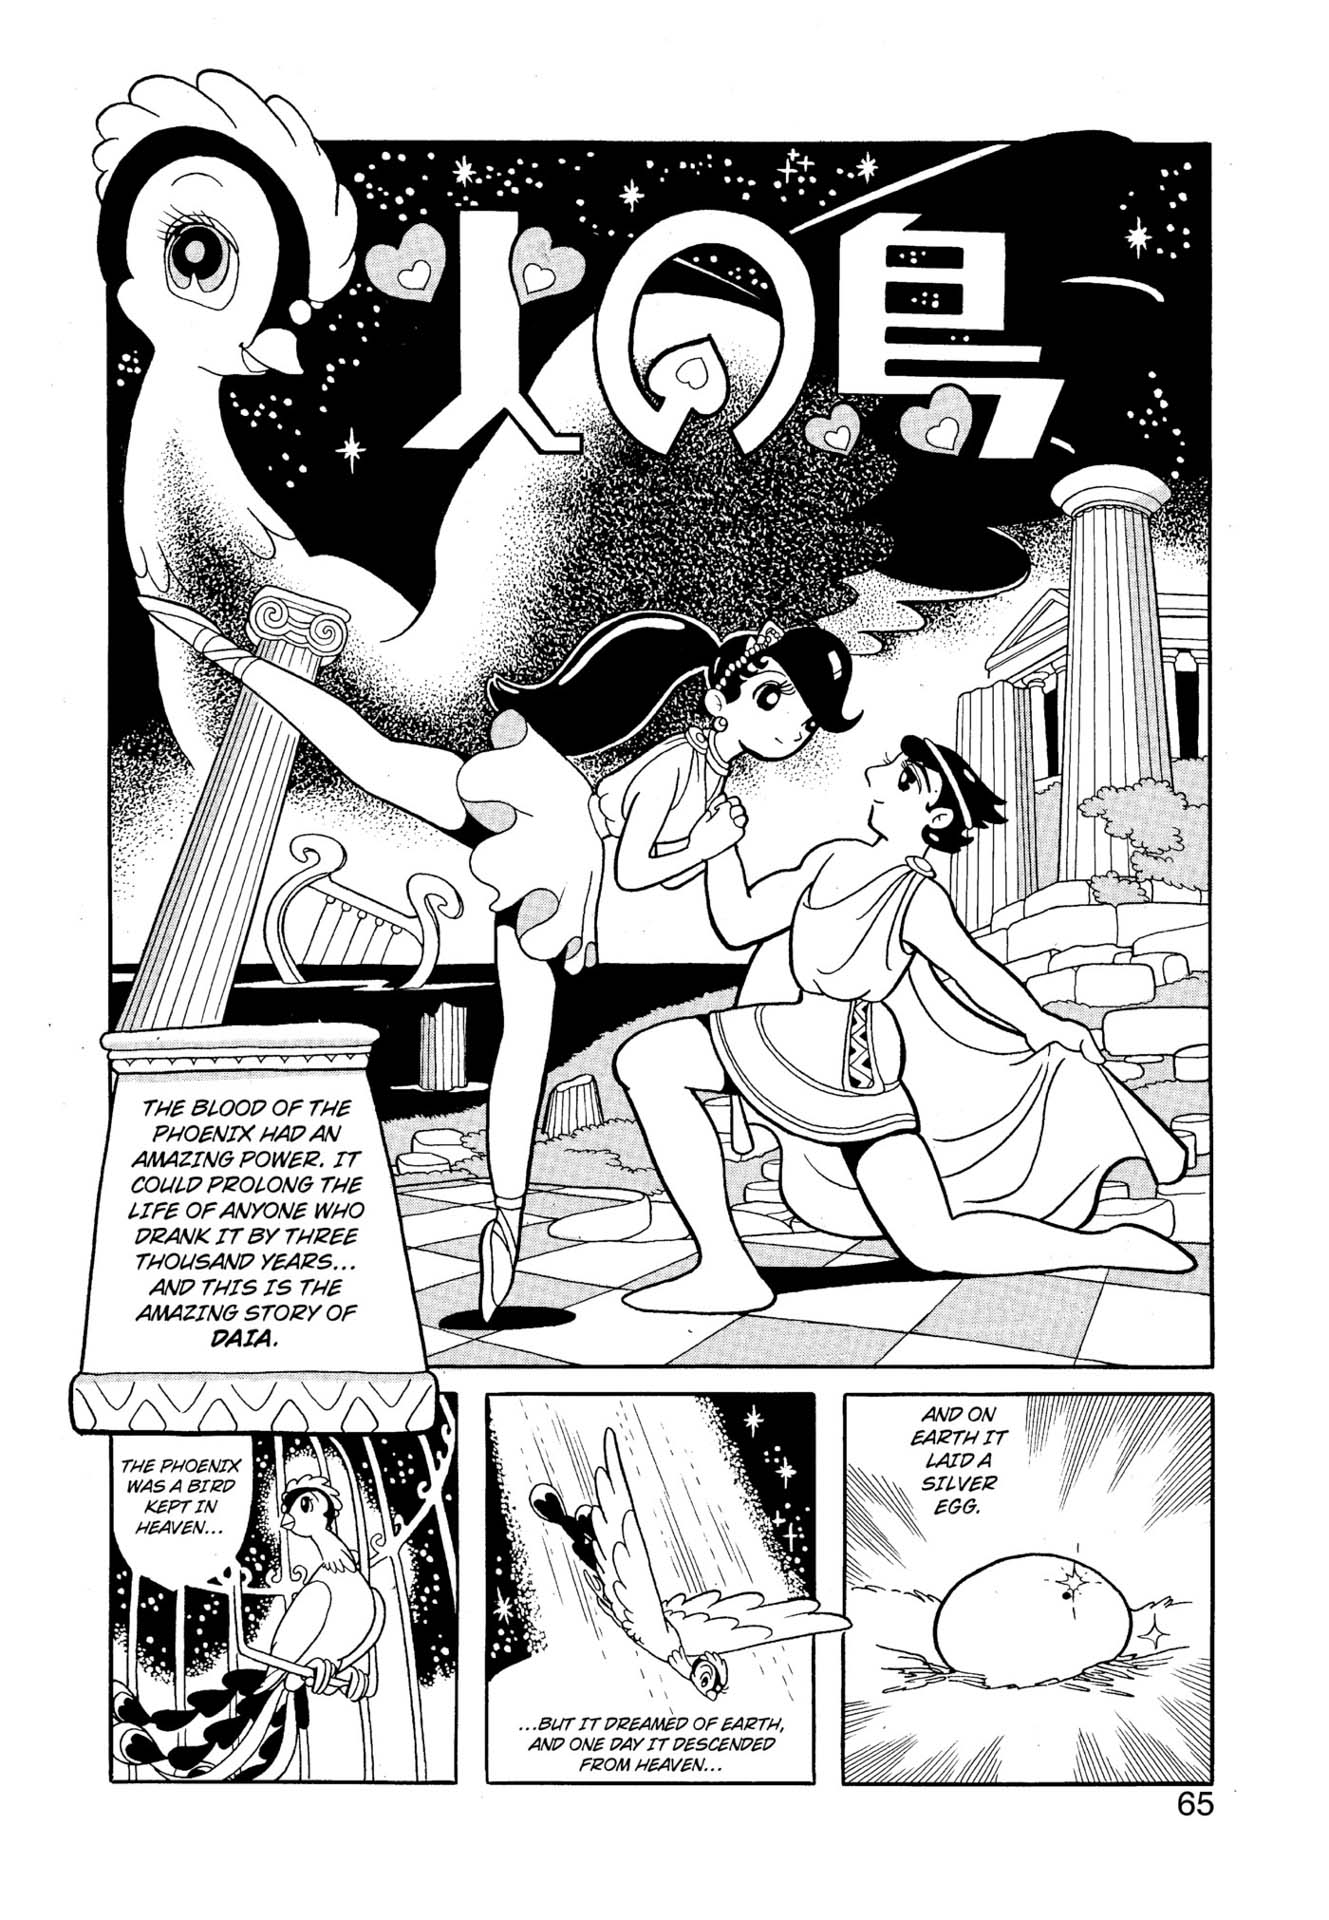 火の鳥
THE BLOOD OF THE
PHOENIX HAD AN
AMAZING POWER. IT
COULD PROLONG THE
LIFE OF ANYONE WHO
DRANK IT BY THREE
THOUSAND YEARS...
AND THIS IS THE
AMAZING STORY OF
DAIA.
THE PHOENIX
WAS A BIRD
KEPT IN
HEAVEN...
...BUT IT DREAMED OF EARTH,
AND ONE DAY IT DESCENDED
FROM HEAVEN...
AND ON
EARTH IT
LAID A
SILVER
EGG.
65